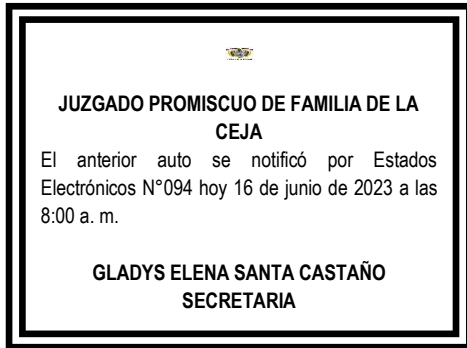 JUZGADO PROMISCUO DE FAMILIA DE LA
CEJA
El anterior auto se notificó por Estados
Electrónicos N°094 hoy 16 de junio de 2023 a las
8:00 a. m.
GLADYS ELENA SANTA CASTAÑO
SECRETARIA